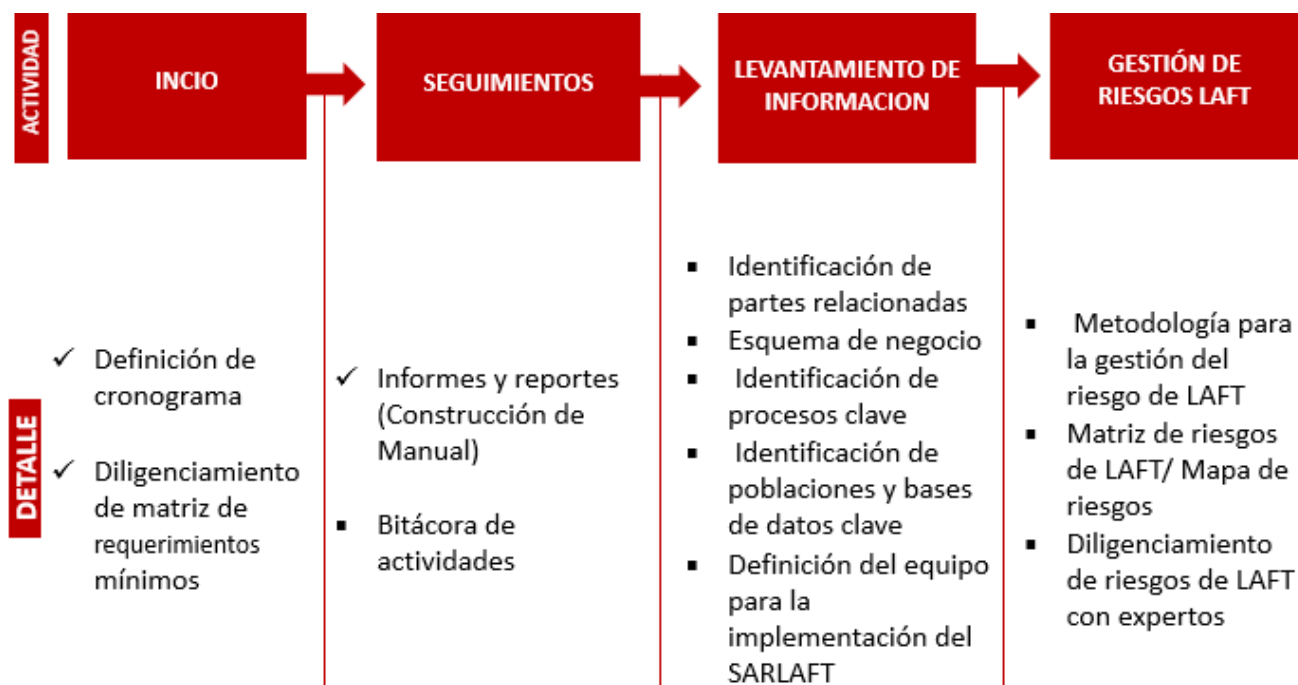 ACTIVIDAD
INCIO
SEGUIMIENTOS
LEVANTAMIENTO DE
INFORMACION
GESTIÓN DE
RIESGOS LAFT
DETALLE
✓ Definición de
cronograma
✓ Diligenciamiento
de matriz de
requerimientos
mínimos
✓ Informes y reportes
(Construcción de
Manual)
▪ Bitácora de
actividades
▪ Identificación de
partes relacionadas
▪ Esquema de negocio
▪ Identificación de
procesos clave
▪ Identificación de
poblaciones y bases
de datos clave
▪ Definición del equipo
para la
implementación del
SARLAFT
▪ Metodología para
la gestión del
riesgo de LAFT
▪ Matriz de riesgos
de LAFT/ Mapa de
riesgos
▪ Diligenciamiento
de riesgos de LAFT
con expertos